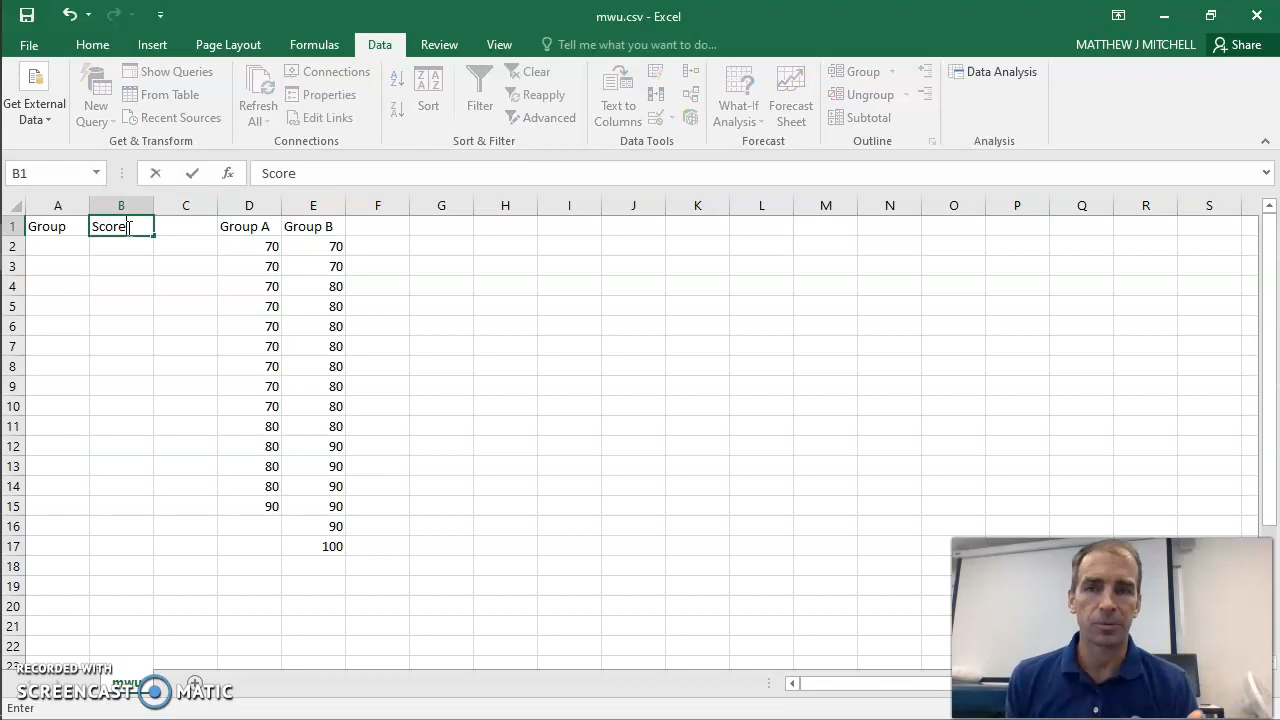 mwu.csv - Excel
File Home Insert Page Layout Formulas Data Review View Tell me what you want to do... MATTHEW J MITCHELL Share
Get External Data
New Query
Show Queries
From Table
Recent Sources
Get & Transform
Refresh All
Connections
Properties
Edit Links
Connections
Sort
Filter
Clear
Reapply
Advanced
Sort & Filter
Text to Columns
Data Tools
What-If Analysis
Forecast Sheet
Forecast
Group
Ungroup
Subtotal
Outline
Data Analysis
Analysis
B1 fx Score
A B C D E F G H I J K L M N O P Q R S
1 Group Score Group A Group B
2 70 70
3 70 70
4 70 80
5 70 80
6 70 80
7 70 80
8 70 80
9 70 80
10 70 80
11 80 80
12 80 90
13 80 90
14 80 90
15 90 90
16 90
17 100
18
19
20
21
22
RECORDED WITH
SCREENCAST MATIC
mwu
Enter